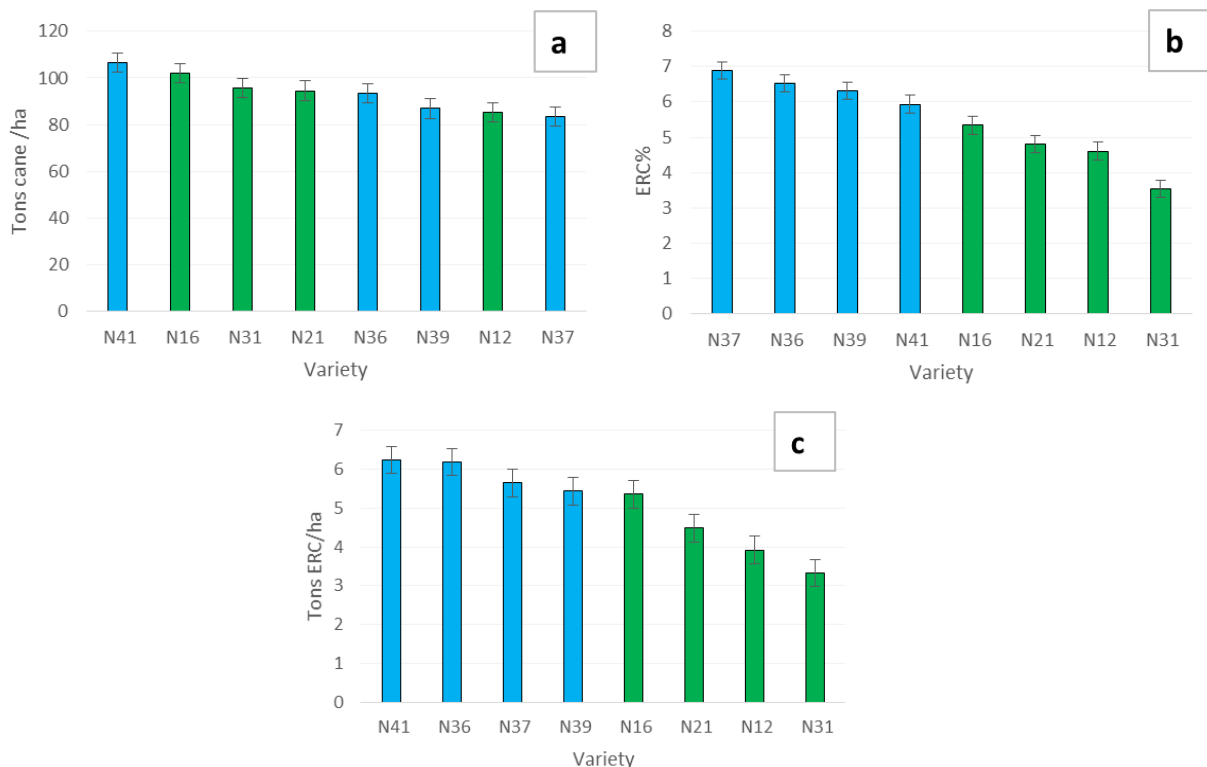 a
Tons cane /ha
120
100
80
60
40
20
0
N41 N16 N31 N21 N36 N39 N12 N37
Variety
b
ERC%
8
7
6
5
4
3
2
1
0
N37 N36 N39 N41 N16 N21 N12 N31
Variety
c
Tons ERC/ha
7
6
5
4
3
2
1
0
N41 N36 N37 N39 N16 N21 N12 N31
Variety